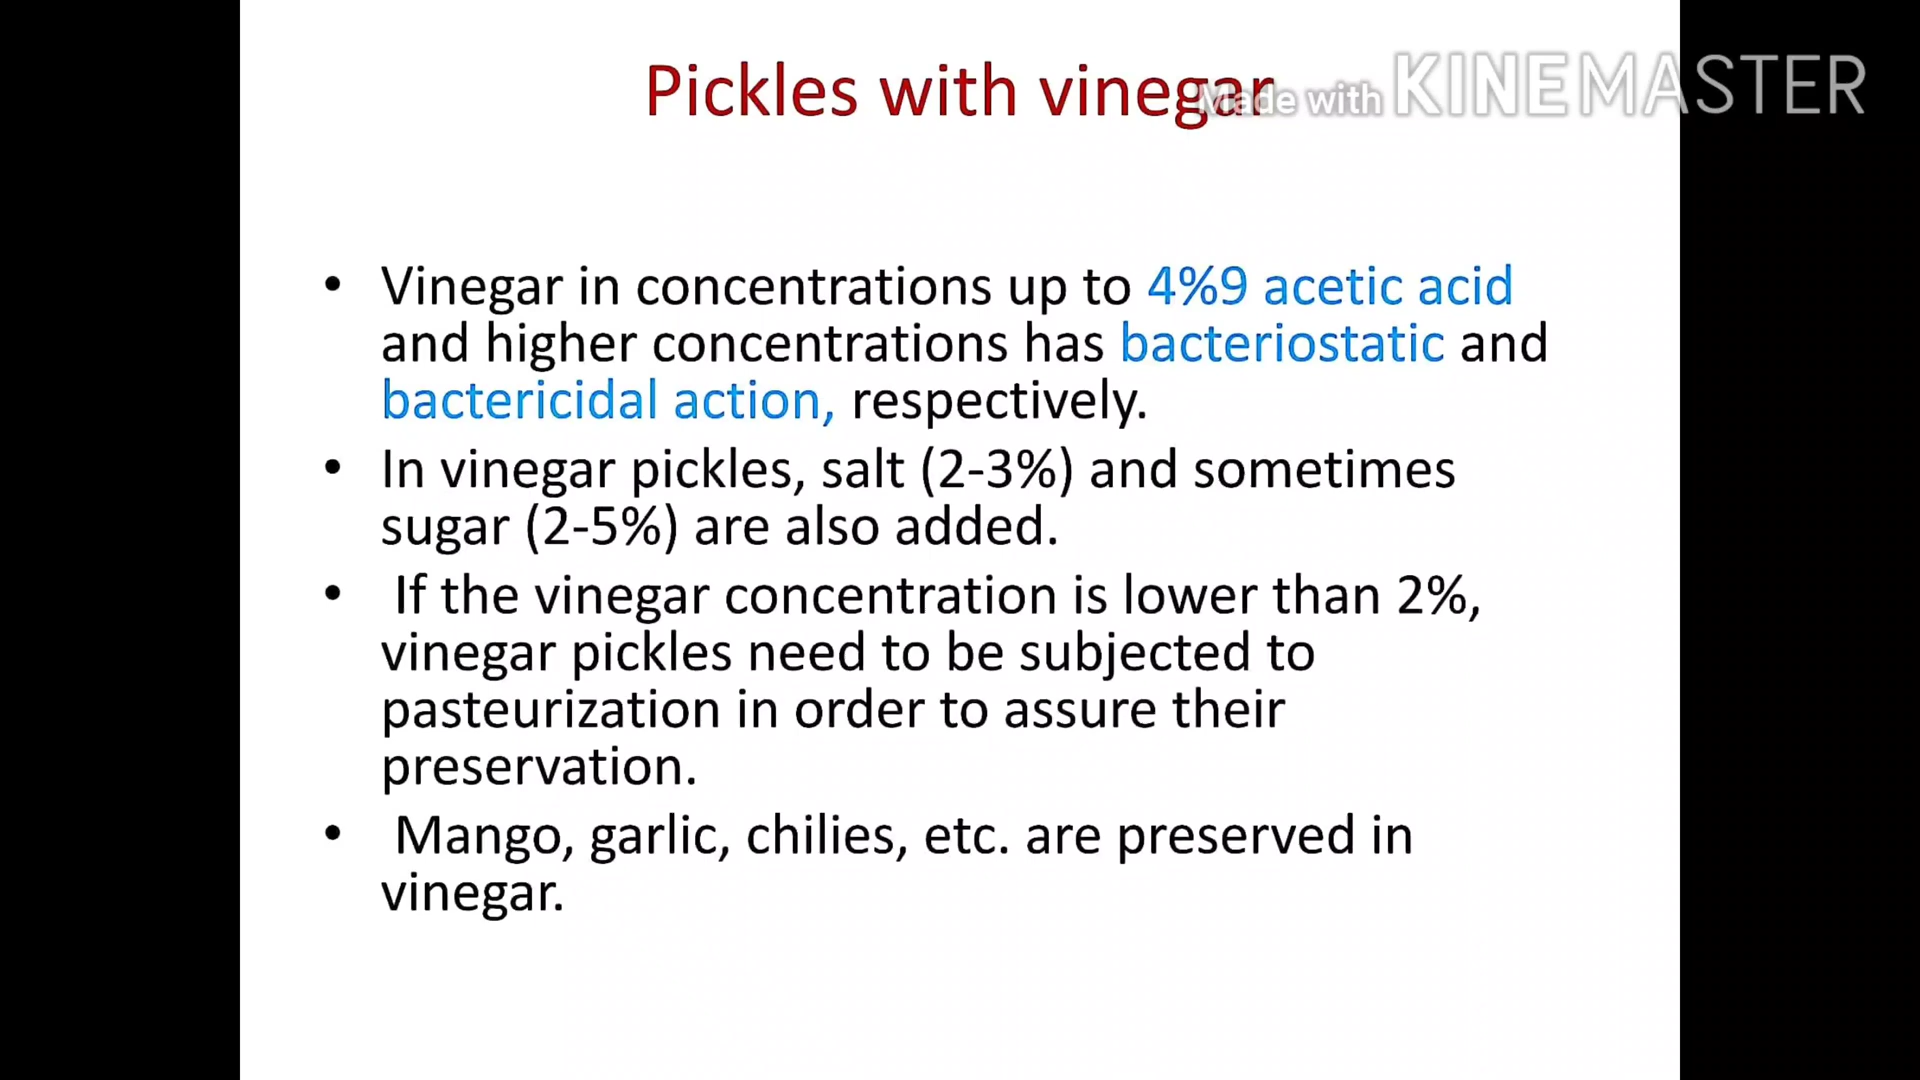 Pickles with vinegar
Made with KINEMASTER
• Vinegar in concentrations up to 4%9 acetic acid
and higher concentrations has bacteriostatic and
bactericidal action, respectively.
• In vinegar pickles, salt (2-3%) and sometimes
sugar (2-5%) are also added.
• If the vinegar concentration is lower than 2%,
vinegar pickles need to be subjected to
pasteurization in order to assure their
preservation.
• Mango, garlic, chilies, etc. are preserved in
vinegar.